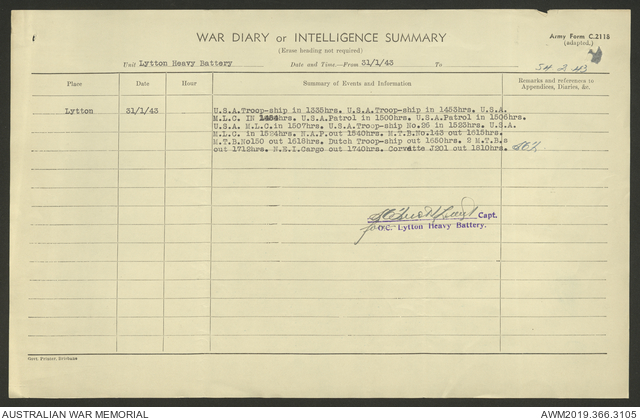 WAR DIARY or INTELLIGENCE SUMMARY
(Erase heading not required)
Army Form C.2118
(adapted.)
Unit Lytton Heavy Battery Date and Time.—From 31/1/43 To
Place Date Hour Summary of Events and Information Remarks and references to Appendices, Diaries, &c.
Lytton 31/1/43 U.S.A.Troop-ship in 1335hrs. U.S.A.Troop-ship in 1453hrs. U.S.A.
M.L.C. IN 1454hrs. U.S.A.Patrol in 1500hrs. U.S.A.Patrol in 1506hrs.
U.S.A. M.L.C.in 1507hrs. U.S.A.Troop-ship No.26 in 1523hrs. U.S.A.
M.L.C. in 1524hrs. N.A.P.out 1540hrs. M.T.B.No.143 out 1615hrs.
M.T.B.No150 out 1618hrs. Dutch Troop-ship out 1650hrs. 2 M.T.B.s
out 1712hrs. N.E.I.Cargo out 1740hrs. Corvette J201 out 1810hrs.
Capt.
for O.C. Lytton Heavy Battery.
Govt. Printer, Brisbane
AUSTRALIAN WAR MEMORIAL
AWM2019.366.3105